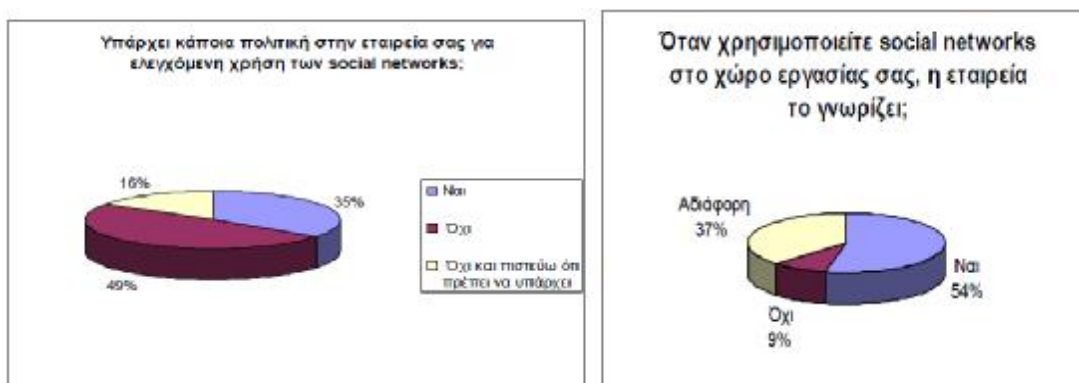 Υπάρχει κάποια πολιτική στην εταιρεία σας για
ελεγχόμενη χρήση των social networks;
16%
35%
49%
Ναι
Όχι
Όχι και πιστεύω ότι
πρέπει να υπάρχει
Όταν χρησιμοποιείτε social networks
στο χώρο εργασίας σας, η εταιρεία
το γνωρίζει;
Αδιάφορη
37%
Ναι
54%
Όχι
9%